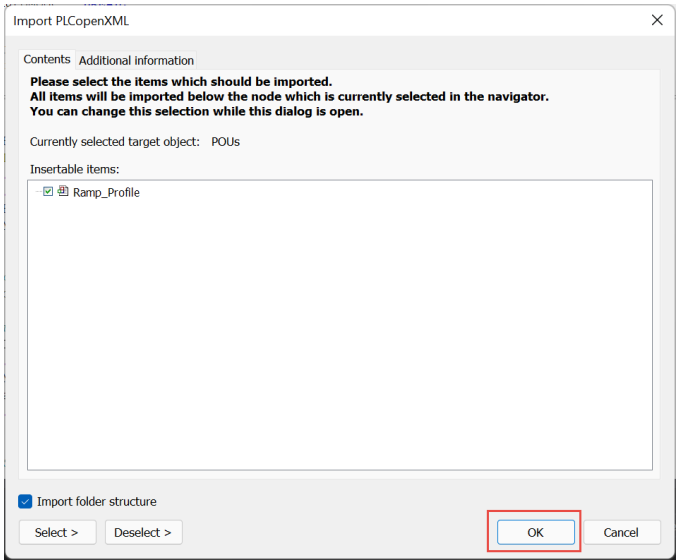 Import PLCopenXML
Contents Additional information
Please select the items which should be imported.
All items will be imported below the node which is currently selected in the navigator.
You can change this selection while this dialog is open.
Currently selected target object: POUs
Insertable items:
Ramp_Profile
Import folder structure
Select > Deselect > OK Cancel